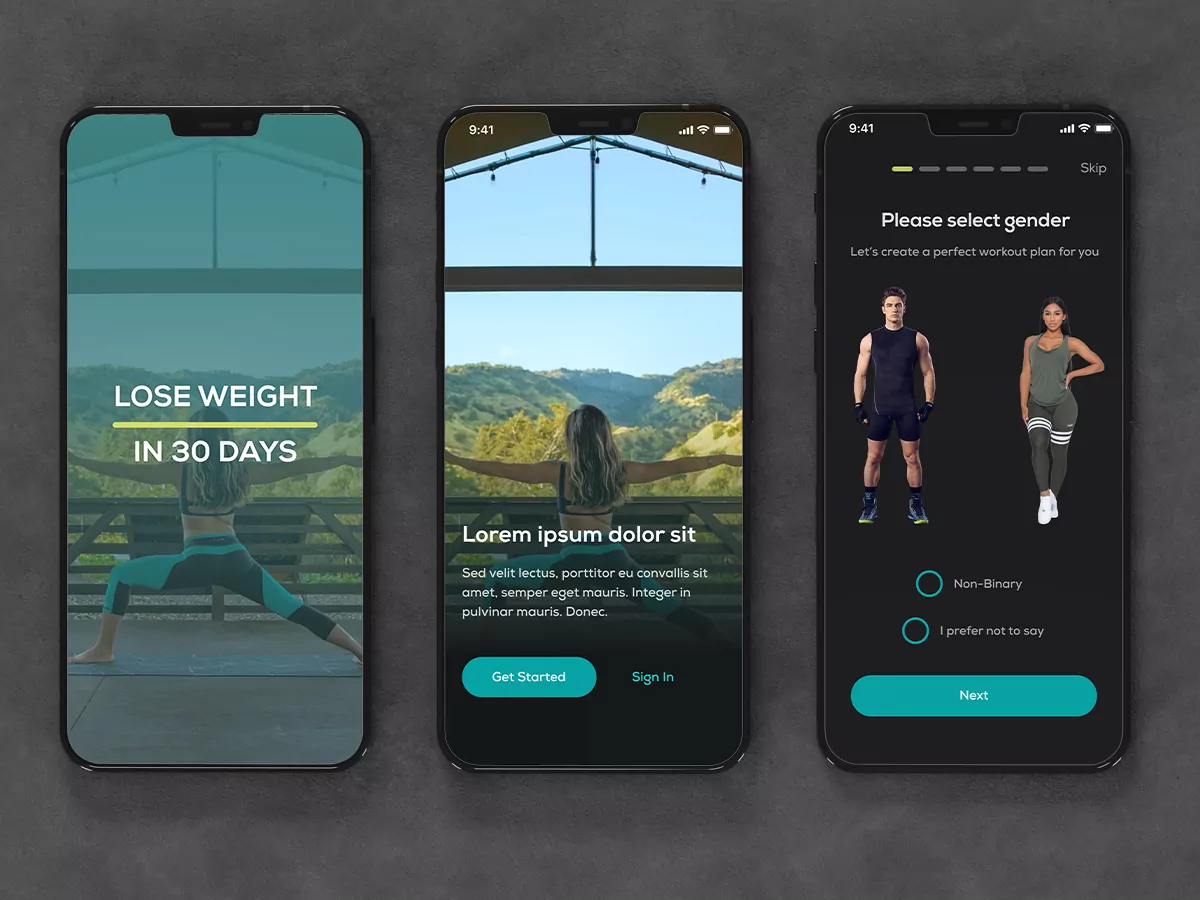 LOSE WEIGHT
IN 30 DAYS
9:41
Lorem ipsum dolor sit
Sed velit lectus, porttitor eu convallis sit
amet, semper eget mauris. Integer in
pulvinar mauris. Donec.
Get Started
Sign In
9:41
Skip
Please select gender
Let's create a perfect workout plan for you
Non-Binary
I prefer not to say
Next